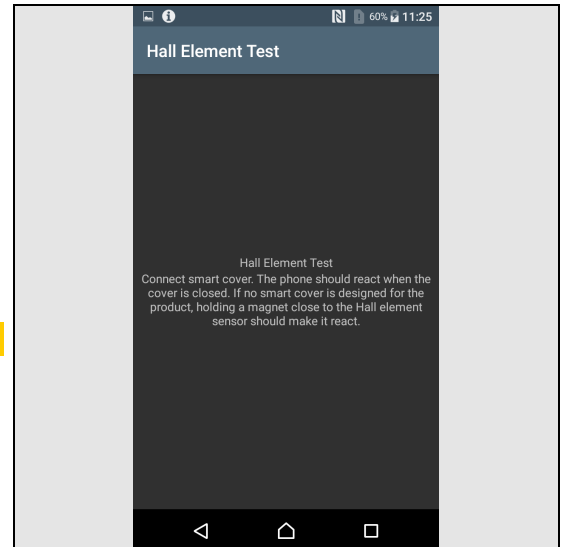 60% 11:25
Hall Element Test
Hall Element Test
Connect smart cover. The phone should react when the
cover is closed. If no smart cover is designed for the
product, holding a magnet close to the Hall element
sensor should make it react.